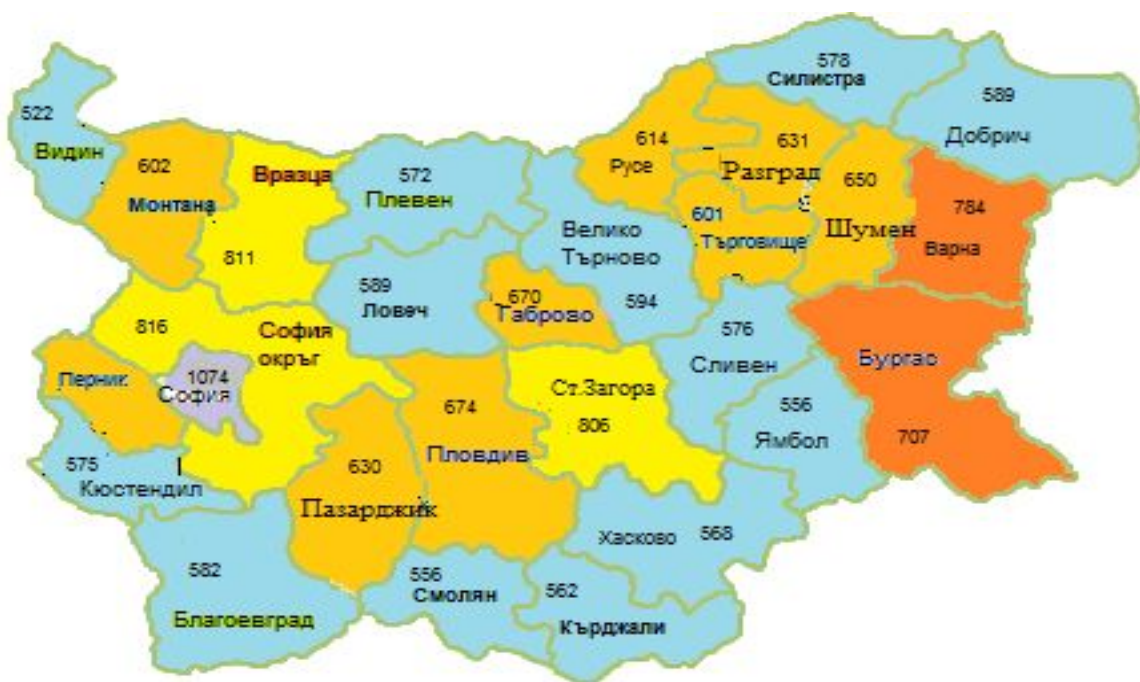 578
Силистра
589
Добрич
522
Видин
602
Монтана
Вразца
811
572
Плевен
614
Русе
631
Разград
650
Шумен
784
Варна
601
Търговище
Велико
Търново
594
589
Ловеч
670
Габрово
816
София
окръг
1074
София
Перник
576
Сливен
Бургас
707
Ст.Загора
806
674
Пловдив
556
Ямбол
575
Кюстендил
630
Пазарджик
Хасково 568
582
Благоевград
556
Смолян
562
Кърджали